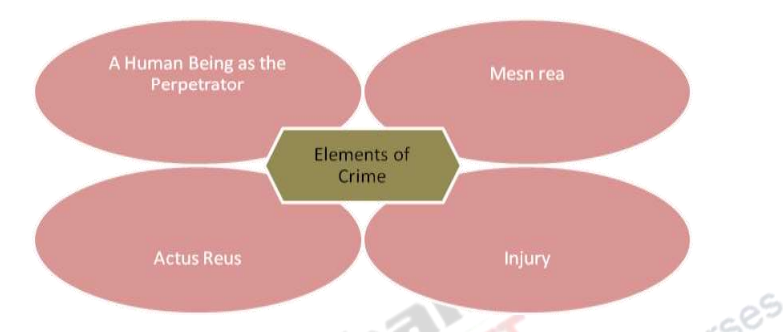 A Human Being as the
Perpetrator
Mesn rea
Elements of
Crime
Actus Reus
Injury